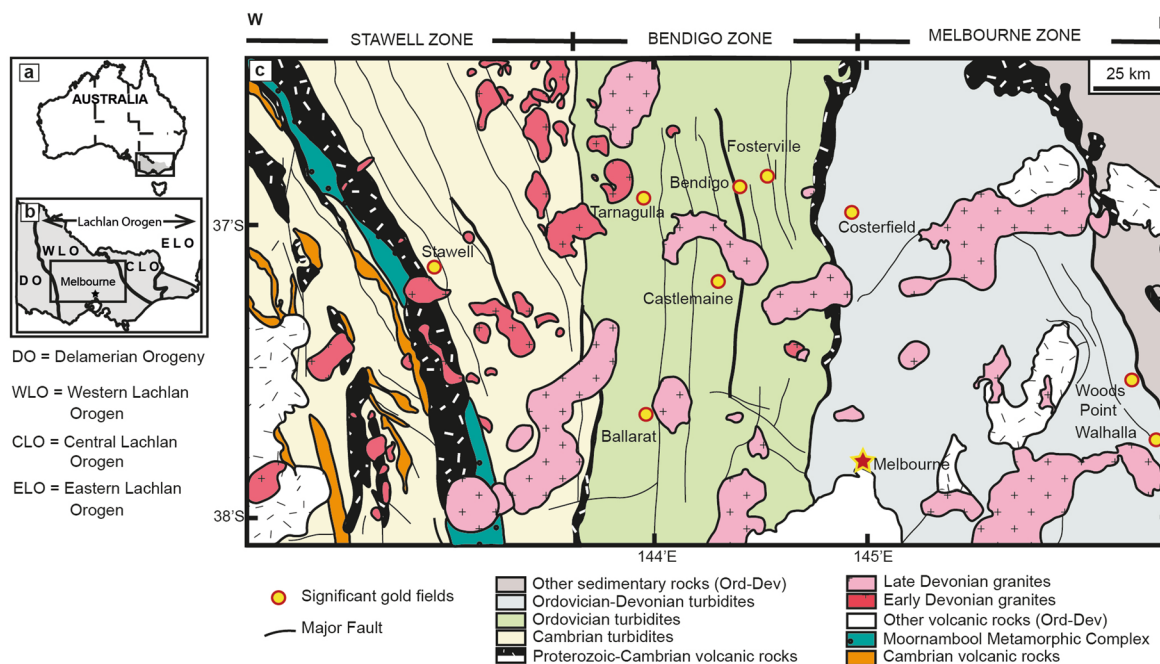 W
STAWELL ZONE
BENDIGO ZONE
MELBOURNE ZONE
a
AUSTRALIA
b
Lachlan Orogen
E L O
W L O
C L O
D O
Melbourne
DO = Delamerian Orogeny
WLO = Western Lachlan
Orogen
CLO = Central Lachlan
Orogen
ELO = Eastern Lachlan
Orogen
c
25 km
37'S
38'S
144'E
145'E
Fosterville
Bendigo
Tarnagulla
Costerfield
Stawell
Castlemaine
Woods
Point
Walhalla
Ballarat
Melbourne
Significant gold fields
Major Fault
Other sedimentary rocks (Ord-Dev)
Ordovician-Devonian turbidites
Ordovician turbidites
Cambrian turbidites
Proterozoic-Cambrian volcanic rocks
Late Devonian granites
Early Devonian granites
Other volcanic rocks (Ord-Dev)
Moornambool Metamorphic Complex
Cambrian volcanic rocks